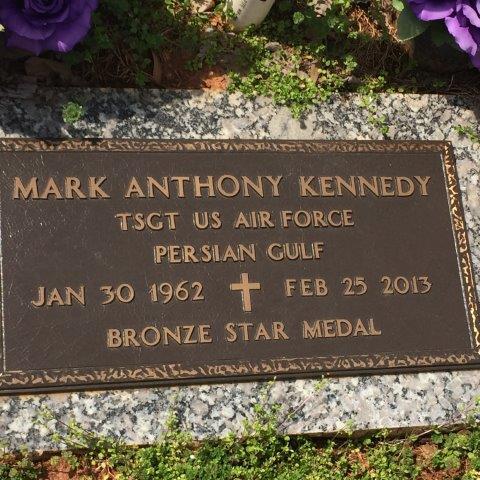 MARK ANTHONY KENNEDY
TSGT US AIR FORCE
PERSIAN GULF
JAN 30 1962 FEB 25 2013
BRONZE STAR MEDAL